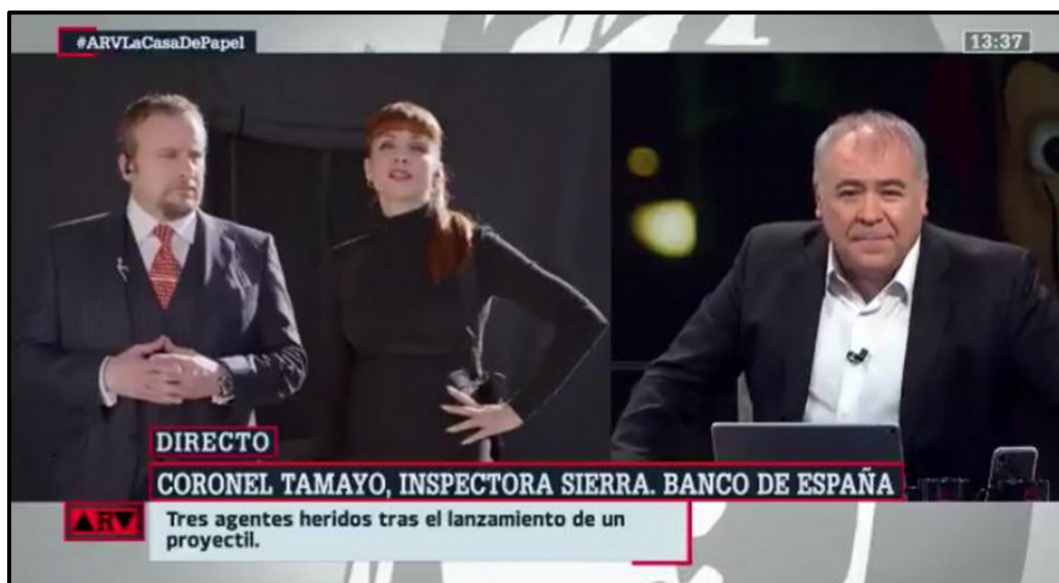 #ARVLaCasaDePapel
13:37
DIRECTO
CORONEL TAMAYO, INSPECTORA SIERRA. BANCO DE ESPAÑA
ARV
Tres agentes heridos tras el lanzamiento de un
proyectil.